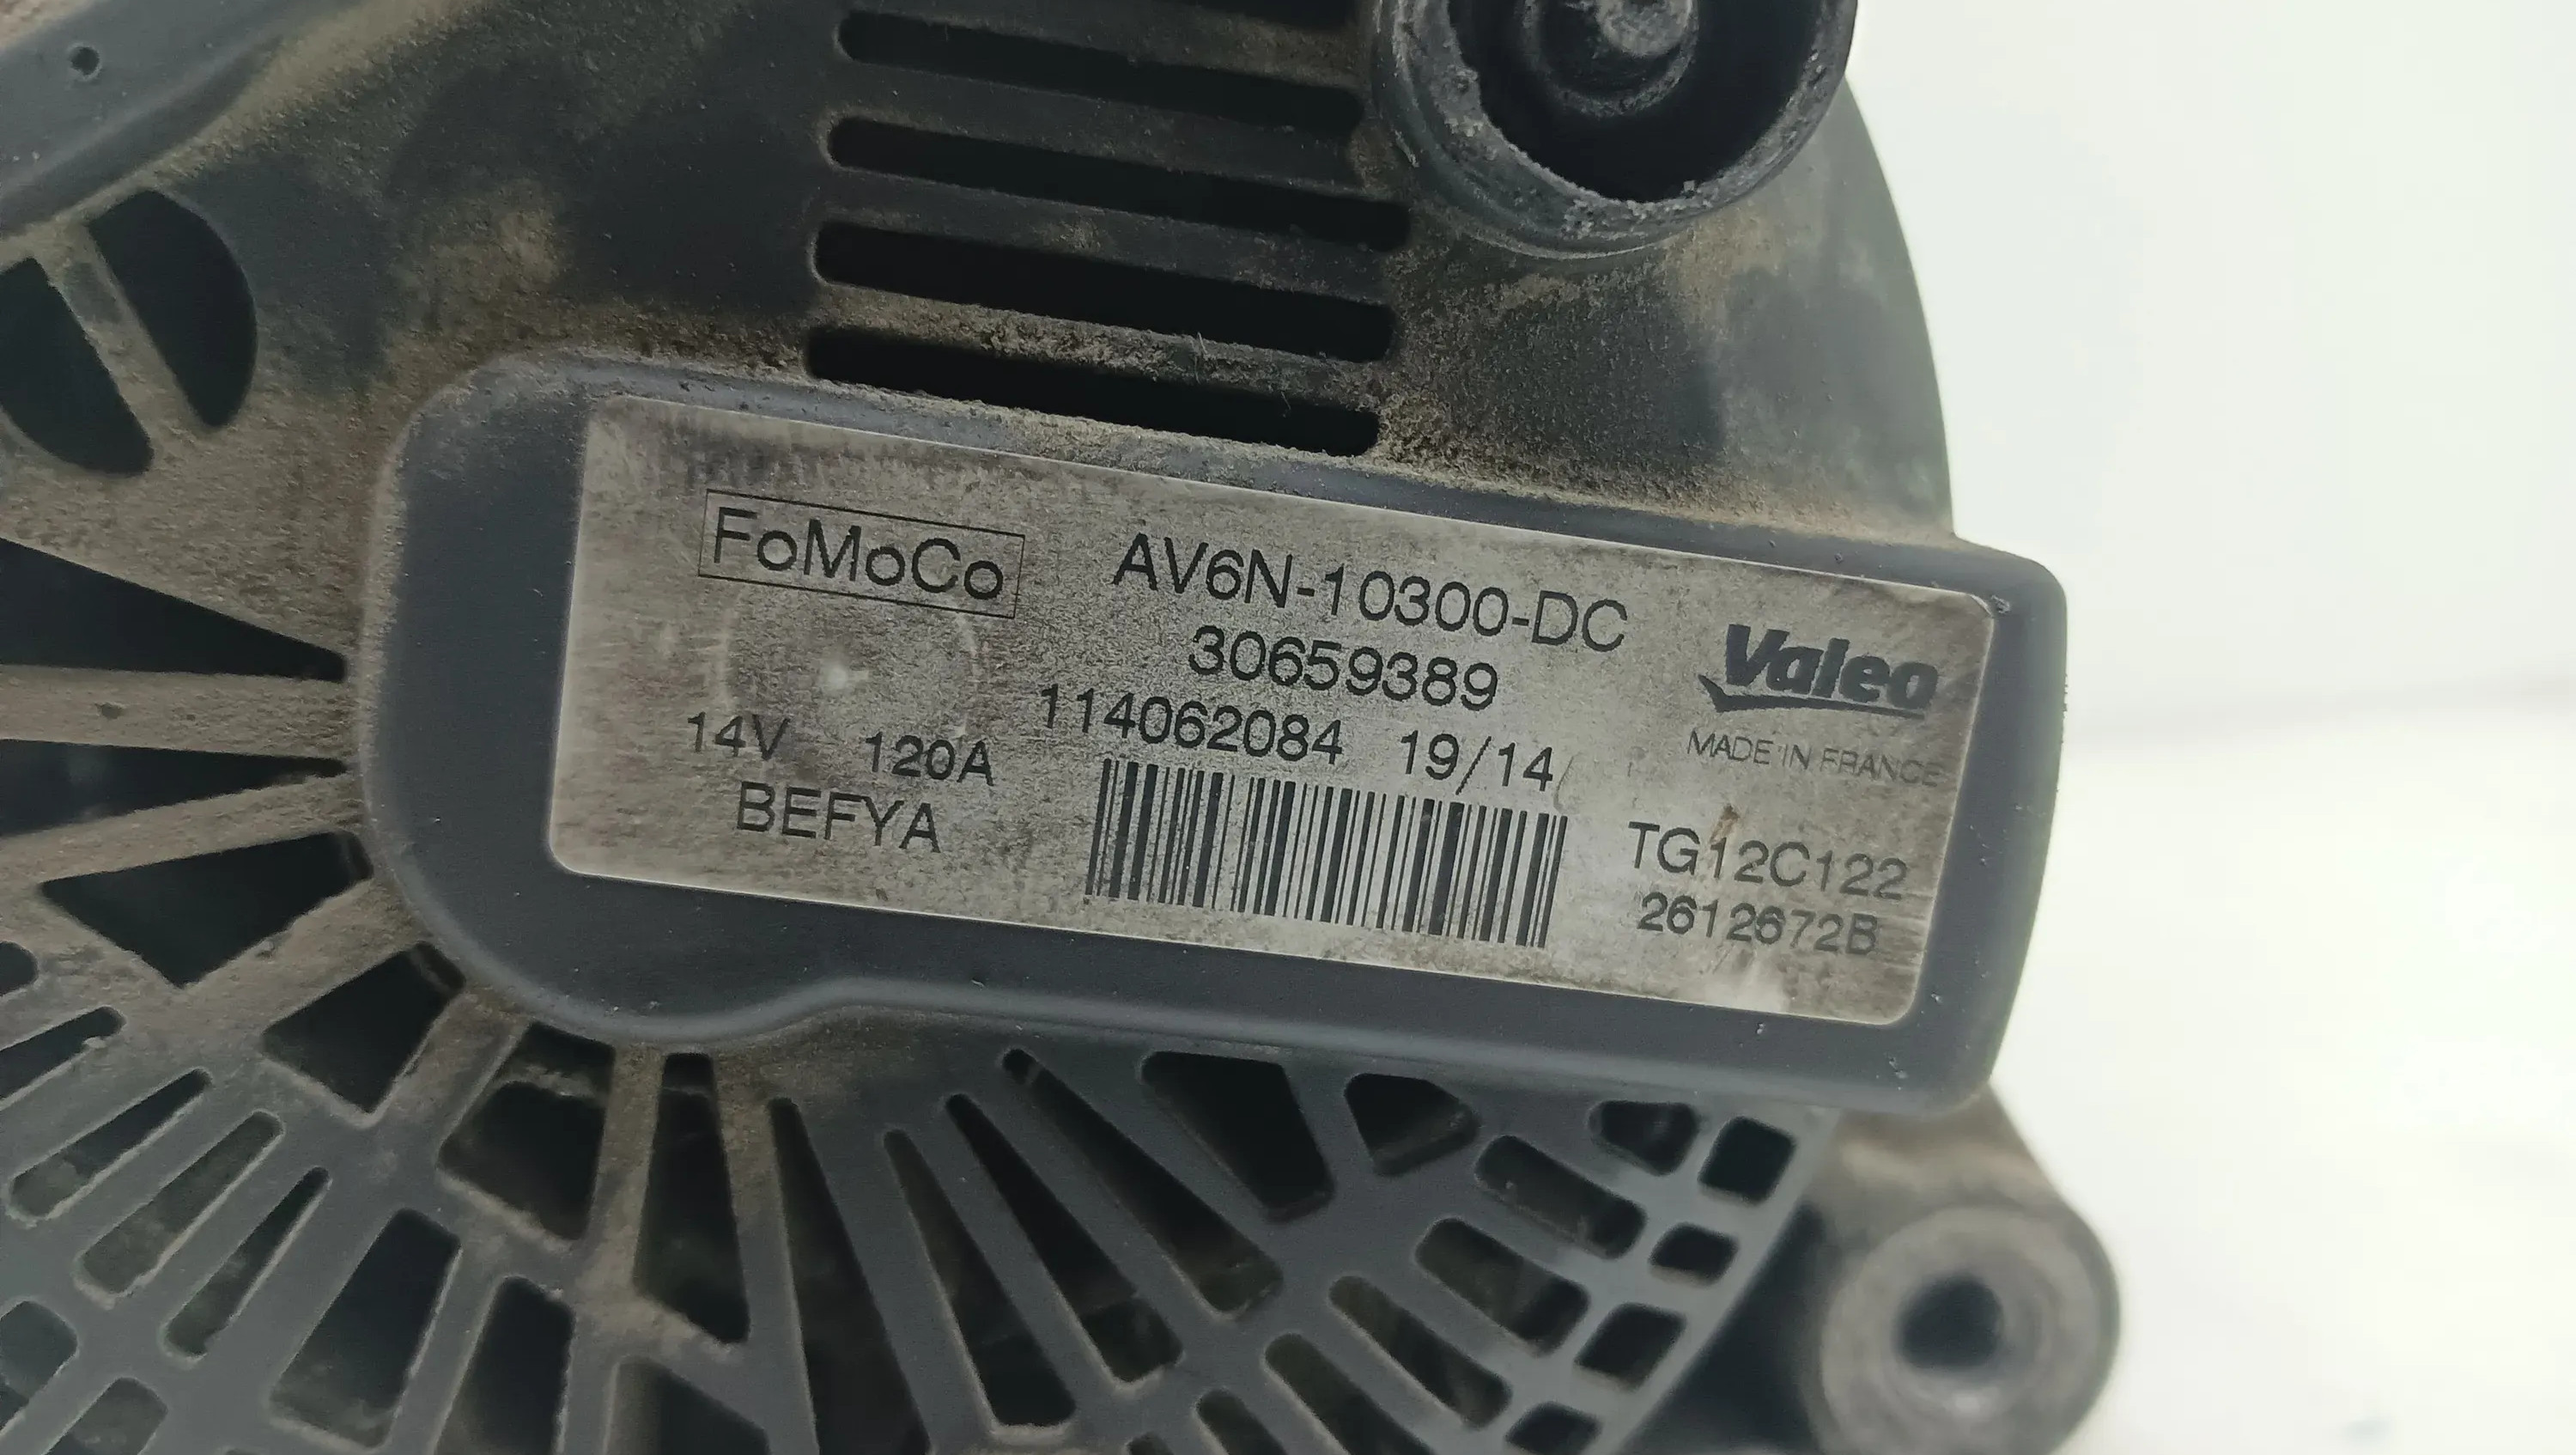 FoMoCo
AV6N-10300-DC
30659389
114062084 19/14
14V 120A
BEFYA
Valeo
MADE IN FRANCE
TG12C122
2612672B